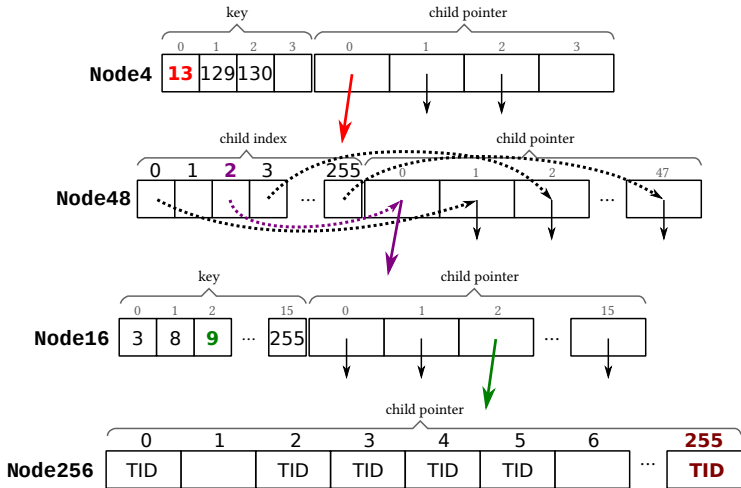 key child pointer
0 1 2 3 0 1 2 3
Node4 13 129 130
child index child pointer
0 1 2 3 255 0 1 2 47
Node48 ... ...
key child pointer
0 1 2 15 0 1 2 15
Node16 3 8 9 ... 255 ...
child pointer
0 1 2 3 4 5 6 255
Node256 TID TID TID TID TID ... TID